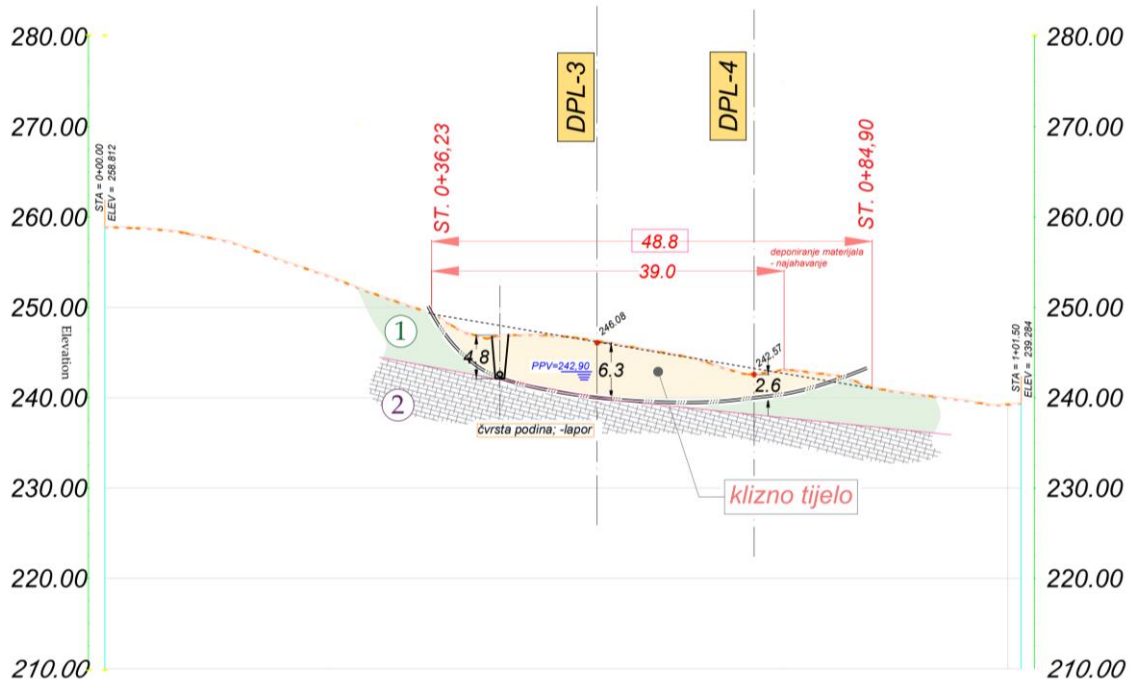 280.00
280.00
270.00
270.00
260.00
260.00
250.00
250.00
240.00
240.00
230.00
230.00
220.00
220.00
210.00
210.00
Elevation
STA = 0+00.00
ELEV = 258.812
STA = 1+01.50
ELEV = 239.284
DPL-3
DPL-4
ST. 0+36,23
ST. 0+84,90
48.8
39.0
deponiranje materijala
- najahavanje
246.08
242,57
1
4.8
PPV=242,90
6.3
2.6
2
čvrsta podina; -lapor
klizno tijelo